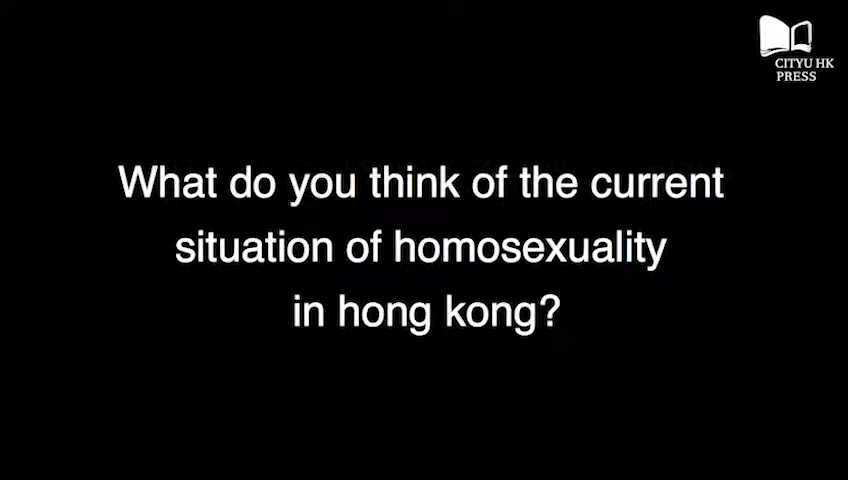 CITYU HK
PRESS
What do you think of the current
situation of homosexuality
in hong kong?